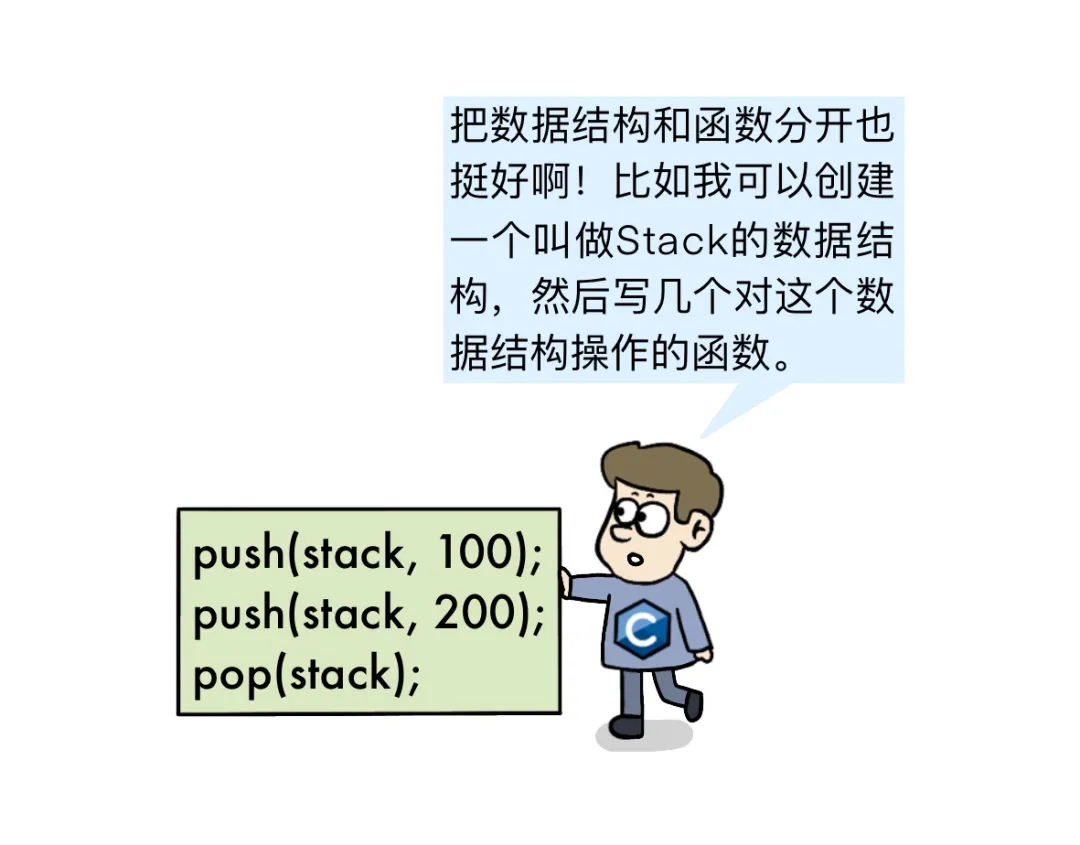 把数据结构和函数分开也
挺好啊！比如我可以创建
一个叫做Stack的数据结
构，然后写几个对这个数
据结构操作的函数。
push(stack, 100);
push(stack, 200);
pop(stack);
C